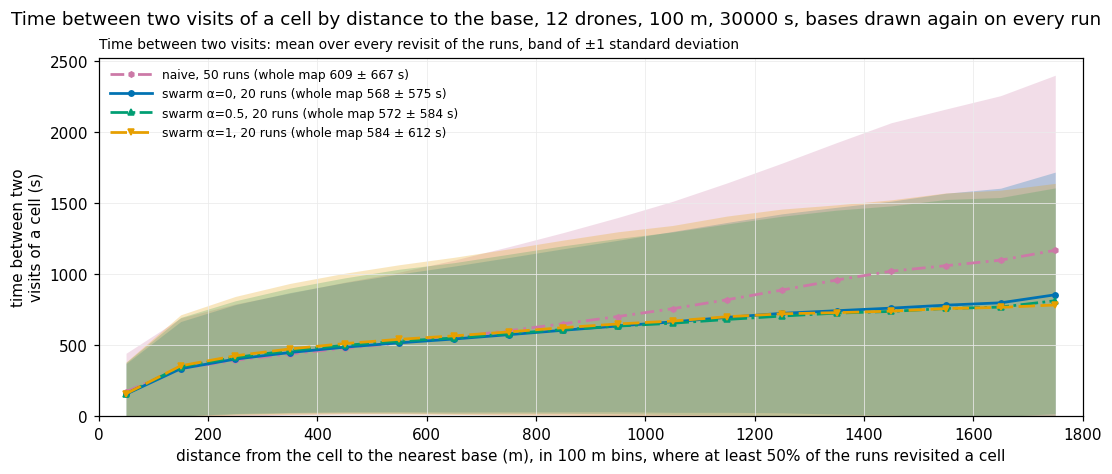 Time between two visits of a cell by distance to the base, 12 drones, 100 m, 30000 s, bases drawn again on every run
Time between two visits: mean over every revisit of the runs, band of ±1 standard deviation
naive, 50 runs (whole map 609 ± 667 s)
swarm α=0, 20 runs (whole map 568 ± 575 s)
swarm α=0.5, 20 runs (whole map 572 ± 584 s)
swarm α=1, 20 runs (whole map 584 ± 612 s)
time between two
visits of a cell (s)
2500
2000
1500
1000
500
0
0 200 400 600 800 1000 1200 1400 1600 1800
distance from the cell to the nearest base (m), in 100 m bins, where at least 50% of the runs revisited a cell